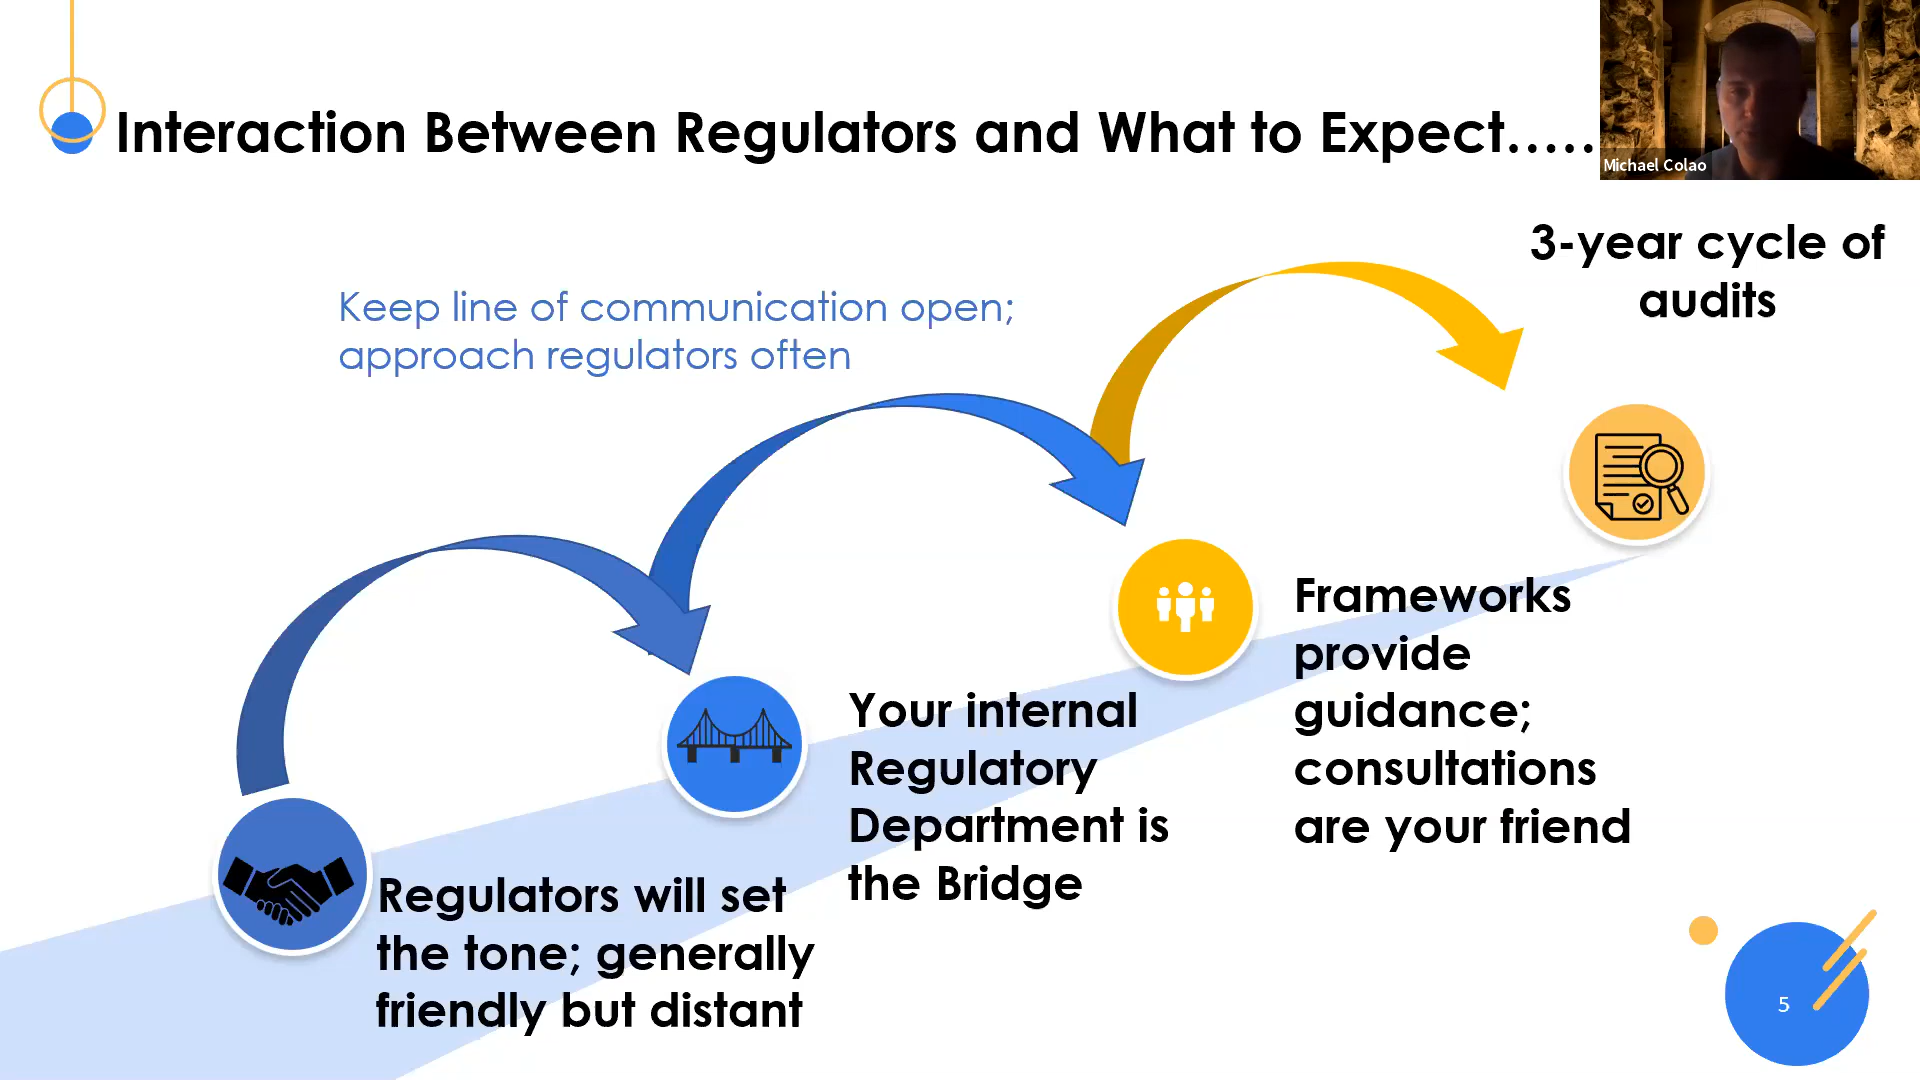 Interaction Between Regulators and What to Expect.....
Michael Colao
3-year cycle of
audits
Keep line of communication open;
approach regulators often
Frameworks
provide
guidance;
consultations
are your friend
Your internal
Regulatory
Department is
the Bridge
Regulators will set
the tone; generally
friendly but distant
5